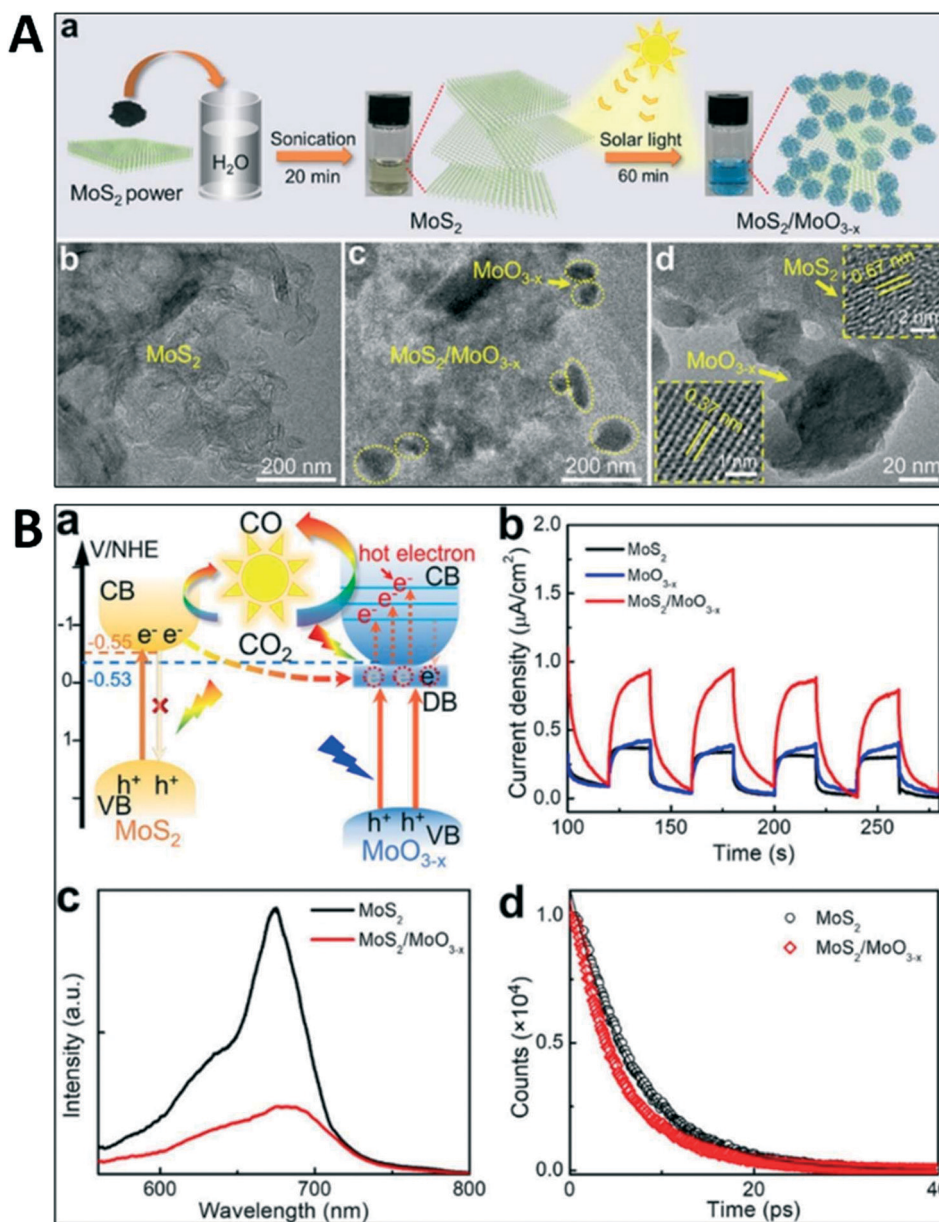 A
a
H₂O
MoS₂ power
Sonication
20 min
MoS₂
Solar light
60 min
MoS₂/MoO₃₋ₓ
b
MoS₂
200 nm
c
MoO₃₋ₓ
MoS₂/MoO₃₋ₓ
200 nm
d
MoS₂
0.67 nm
2 nm
MoO₃₋ₓ
0.37 nm
1 nm
20 nm
B
a
V/NHE
CB
-1
e⁻ e⁻
-0.55
-0.53
0
1
h⁺ h⁺
VB
MoS₂
CO
CO₂
hot electron
e⁻
CB
e⁻
e⁻
e⁻
DB
h⁺ h⁺
VB
MoO₃₋ₓ
b
MoS₂
MoO₃₋ₓ
MoS₂/MoO₃₋ₓ
Current density (μA/cm²)
2.0
1.5
1.0
0.5
0.0
100 150 200 250
Time (s)
c
MoS₂
MoS₂/MoO₃₋ₓ
Intensity (a.u.)
600 700 800
Wavelength (nm)
d
MoS₂
MoS₂/MoO₃₋ₓ
Counts (×10⁴)
1.0
0.5
0.0
0 20 40
Time (ps)